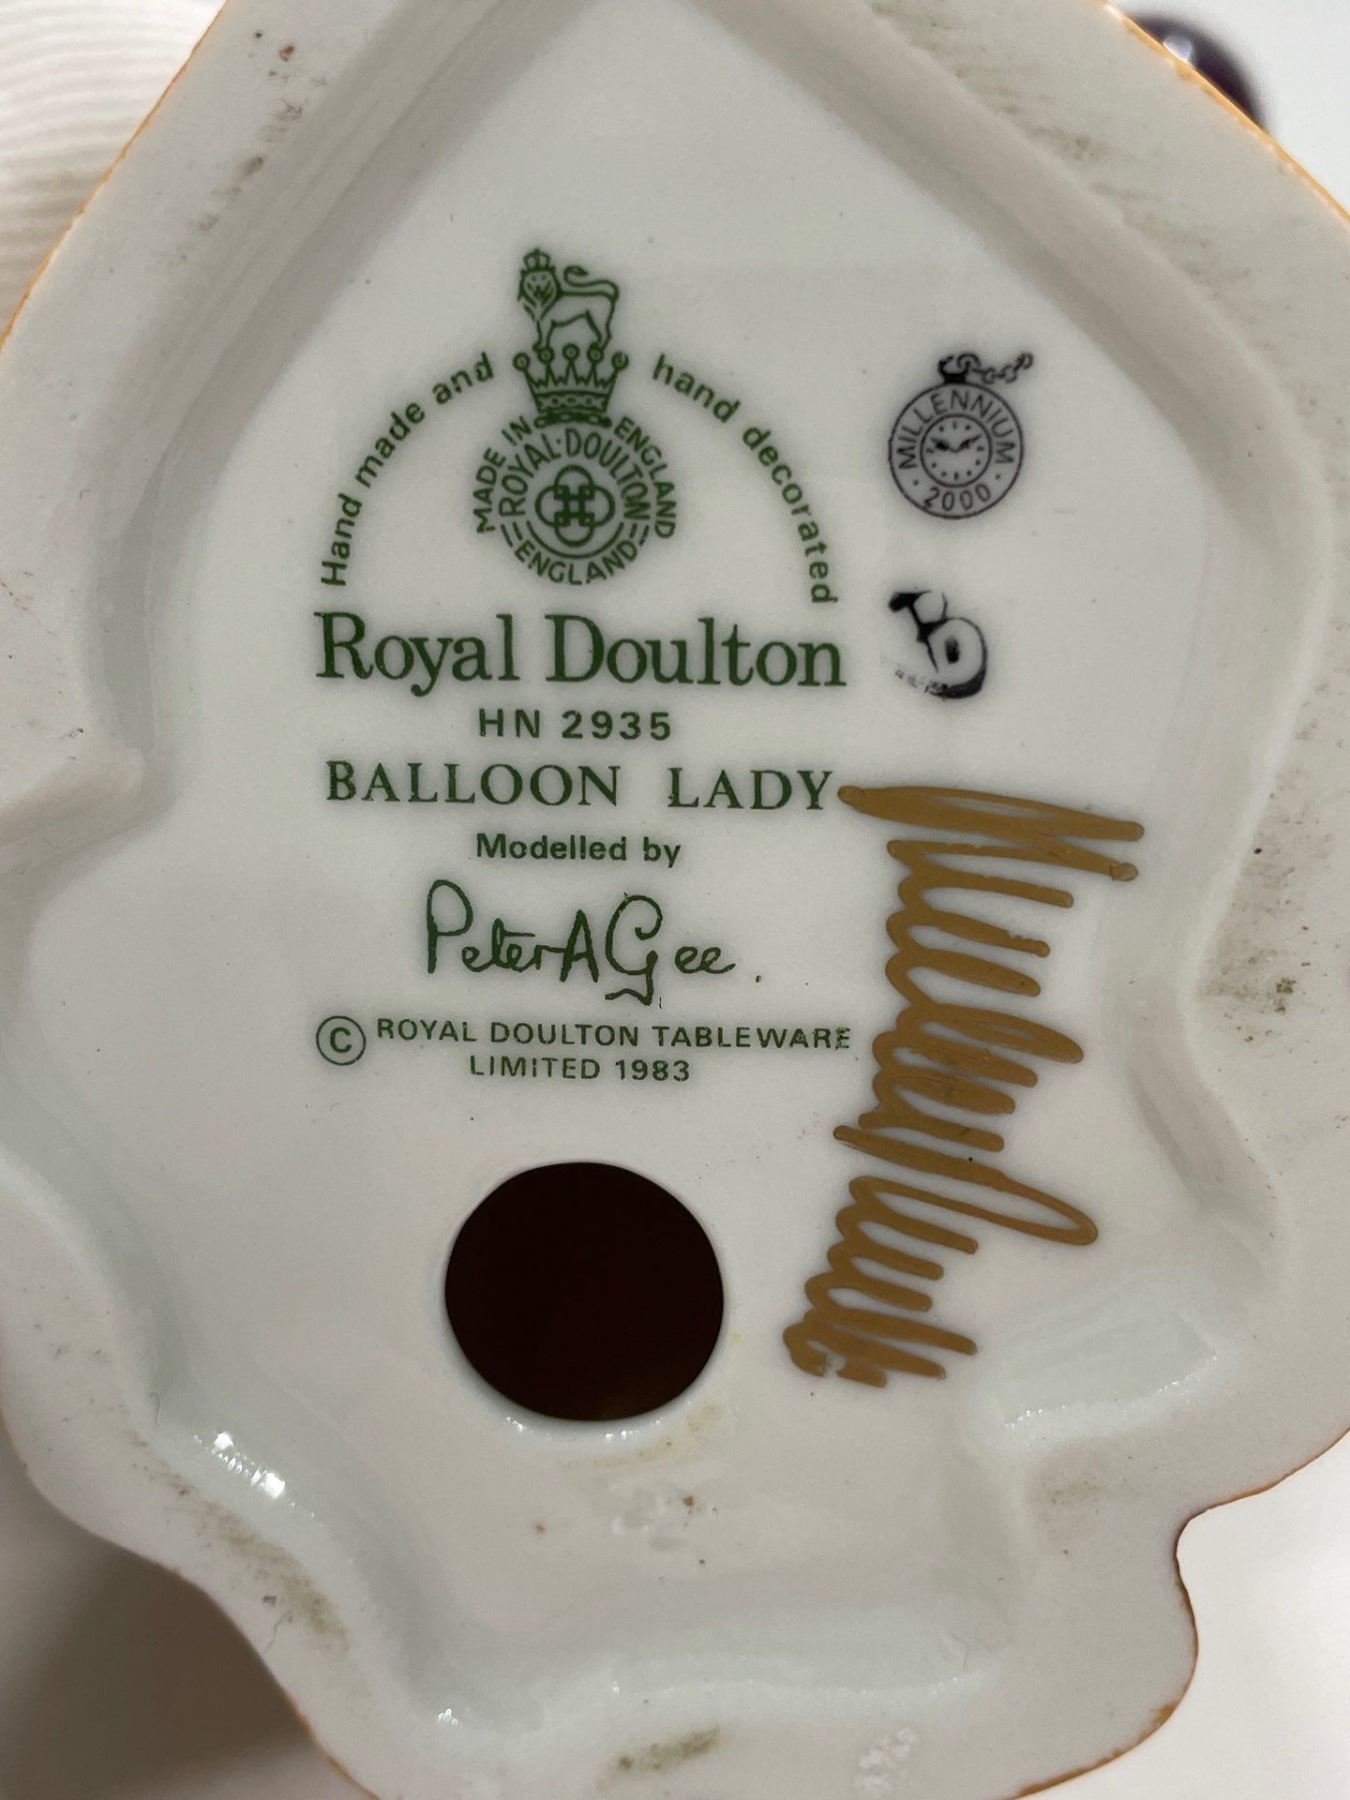 Hand made and hand decorated
MADE IN ENGLAND
ROYAL·DOULTON
ENGLAND
Royal Doulton
HN 2935
BALLOON LADY
Modelled by
Peter A Gee.
© ROYAL DOULTON TABLEWARE
LIMITED 1983
MILLENNIUM
·2000·